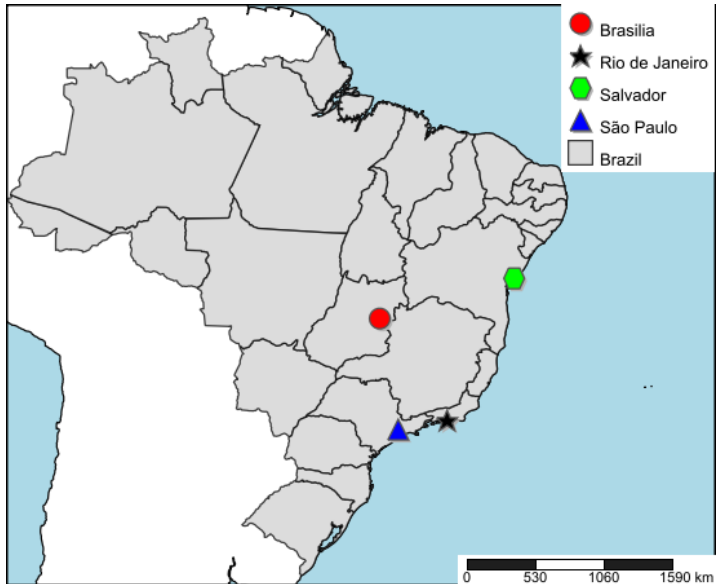 Brasilia
Rio de Janeiro
Salvador
São Paulo
Brazil
0 530 1060 1590 km